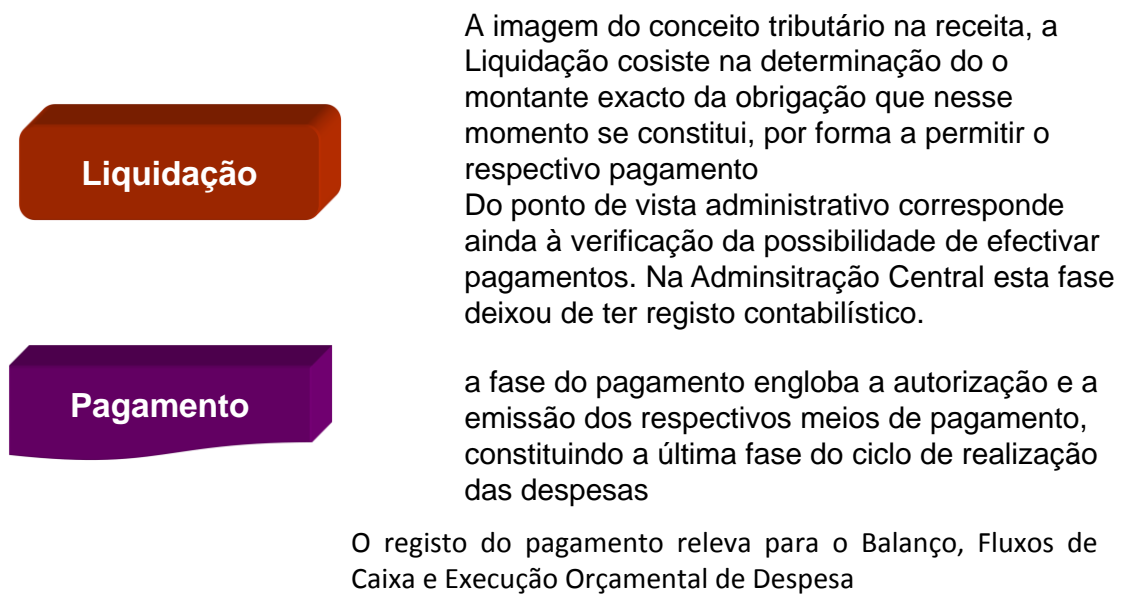 A imagem do conceito tributário na receita, a
Liquidação cosiste na determinação do o
montante exacto da obrigação que nesse
momento se constitui, por forma a permitir o
respectivo pagamento
Liquidação
Do ponto de vista administrativo corresponde
ainda à verificação da possibilidade de efectivar
pagamentos. Na Adminsitração Central esta fase
deixou de ter registo contabilístico.
Pagamento
a fase do pagamento engloba a autorização e a
emissão dos respectivos meios de pagamento,
constituindo a última fase do ciclo de realização
das despesas
O registo do pagamento releva para o Balanço, Fluxos de
Caixa e Execução Orçamental de Despesa